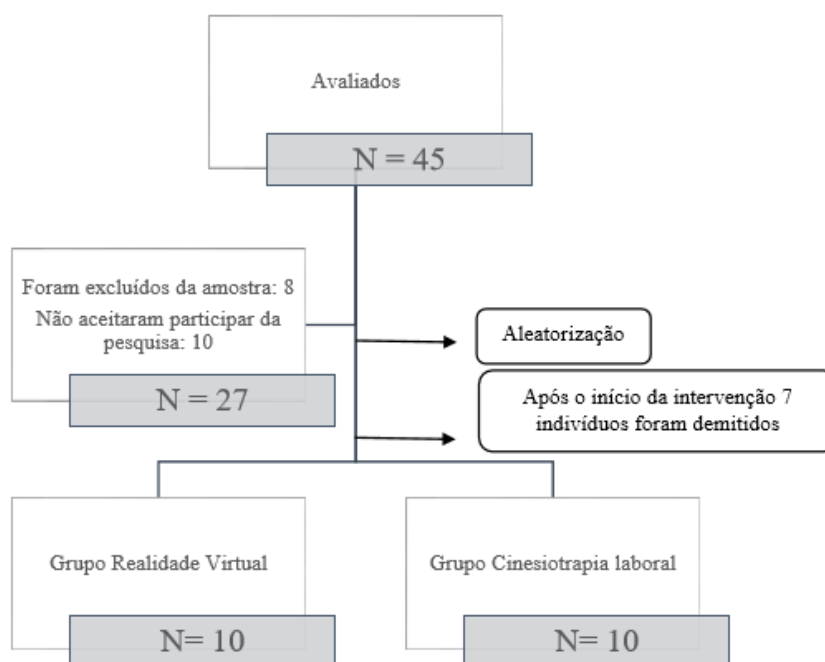 Avaliados
N = 45
Foram excluídos da amostra: 8
Não aceitaram participar da
pesquisa: 10
N = 27
Aleatorização
Após o início da intervenção 7
indivíduos foram demitidos
Grupo Realidade Virtual
N= 10
Grupo Cinesiotrapia laboral
N= 10